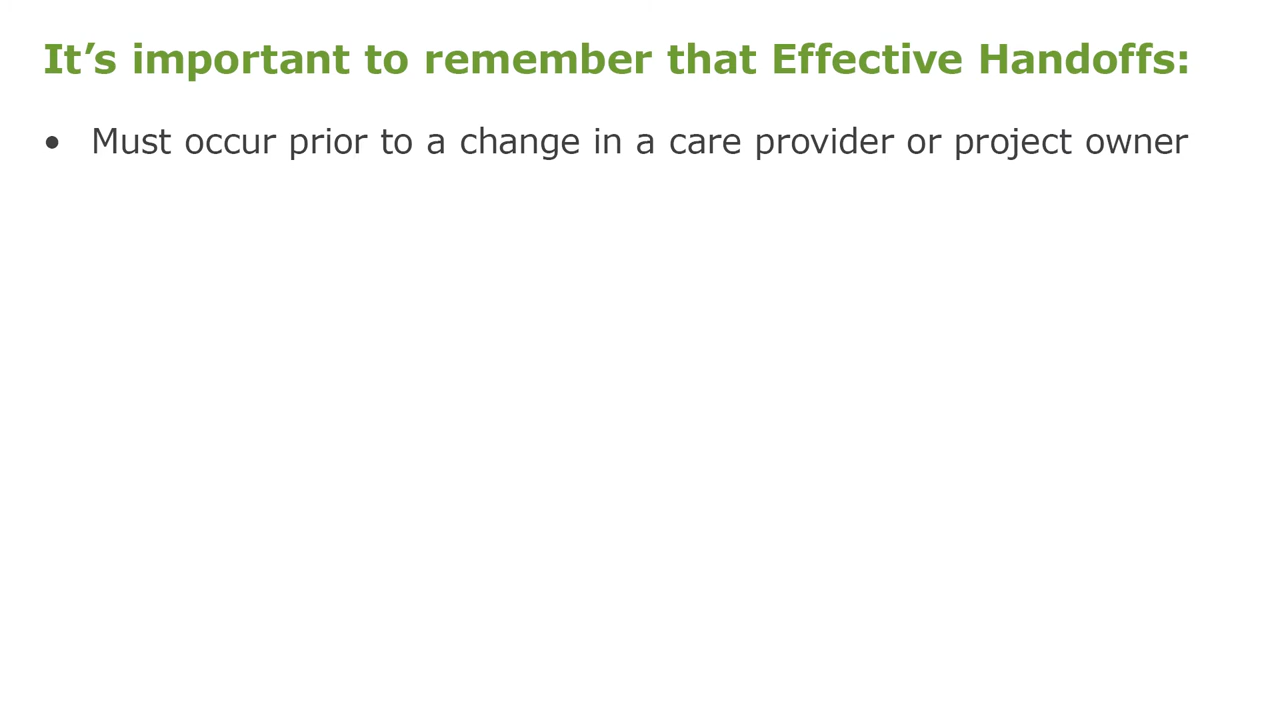 It’s important to remember that Effective Handoffs:
• Must occur prior to a change in a care provider or project owner